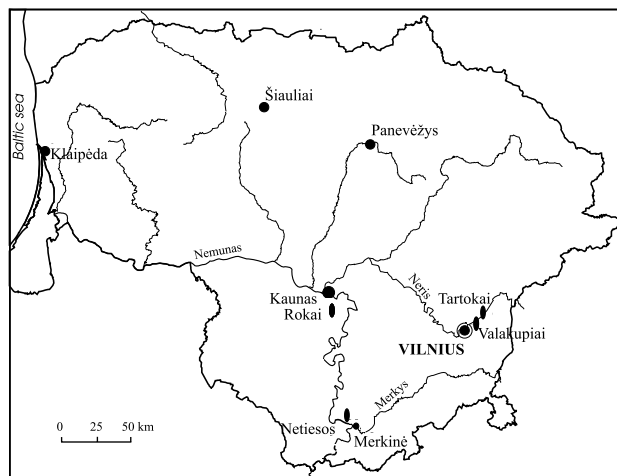 Šiauliai
Baltic sea
Panevėžys
Klaipėda
Nemunas
Neris
Kaunas
Tartokai
Rokai
Valakupiai
VILNIUS
Merkys
Netiesos
Merkinė
0 25 50 km